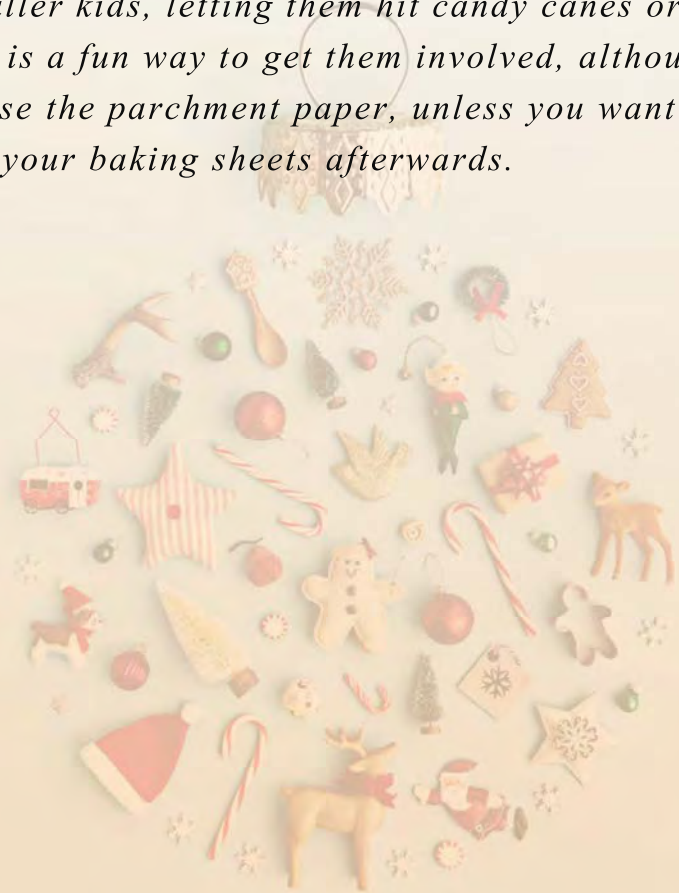 ller kids, letting them hit candy canes or
is a fun way to get them involved, althou
se the parchment paper, unless you want
your baking sheets afterwards.